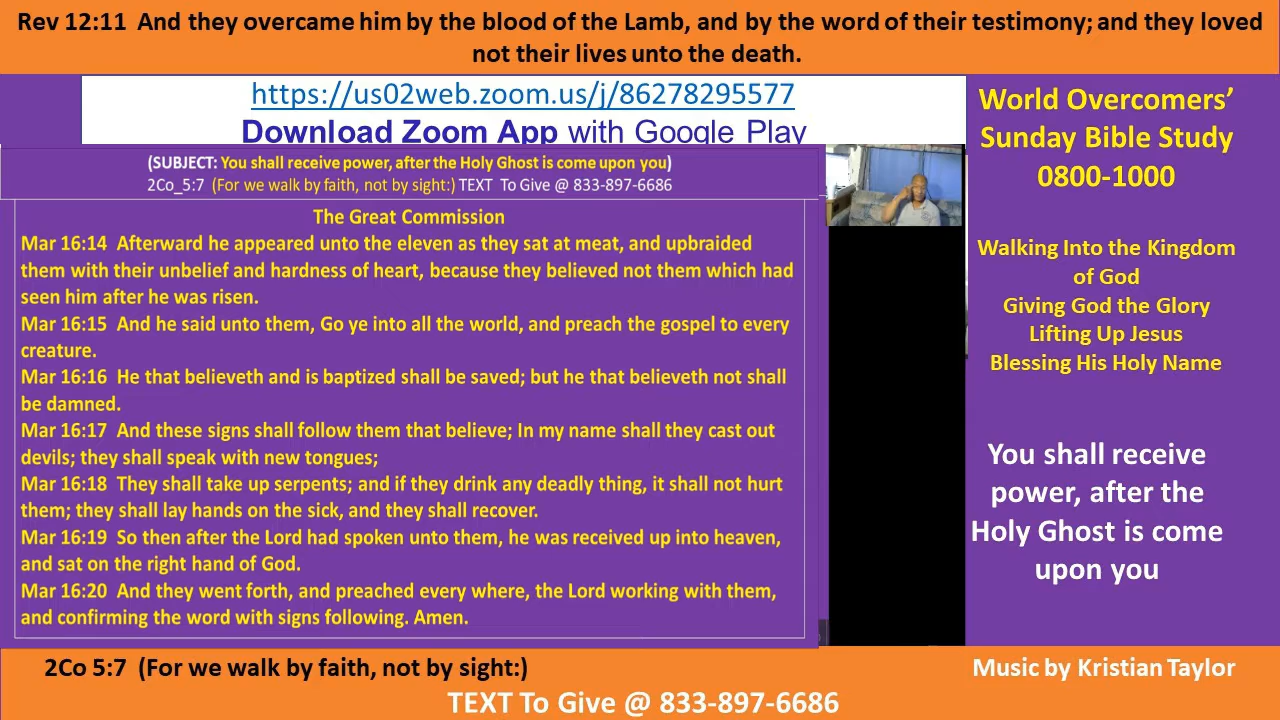 Rev 12:11 And they overcame him by the blood of the Lamb, and by the word of their testimony; and they loved
not their lives unto the death.
https://us02web.zoom.us/j/86278295577
Download Zoom App with Google Play
(SUBJECT: You shall receive power, after the Holy Ghost is come upon you)
2Co_5:7 (For we walk by faith, not by sight:) TEXT To Give @ 833-897-6686
The Great Commission
Mar 16:14 Afterward he appeared unto the eleven as they sat at meat, and upbraided
them with their unbelief and hardness of heart, because they believed not them which had
seen him after he was risen.
Mar 16:15 And he said unto them, Go ye into all the world, and preach the gospel to every
creature.
Mar 16:16 He that believeth and is baptized shall be saved; but he that believeth not shall
be damned.
Mar 16:17 And these signs shall follow them that believe; In my name shall they cast out
devils; they shall speak with new tongues;
Mar 16:18 They shall take up serpents; and if they drink any deadly thing, it shall not hurt
them; they shall lay hands on the sick, and they shall recover.
Mar 16:19 So then after the Lord had spoken unto them, he was received up into heaven,
and sat on the right hand of God.
Mar 16:20 And they went forth, and preached every where, the Lord working with them,
and confirming the word with signs following. Amen.
World Overcomers’
Sunday Bible Study
0800-1000
Walking Into the Kingdom
of God
Giving God the Glory
Lifting Up Jesus
Blessing His Holy Name
You shall receive
power, after the
Holy Ghost is come
upon you
2Co 5:7 (For we walk by faith, not by sight:)
Music by Kristian Taylor
TEXT To Give @ 833-897-6686